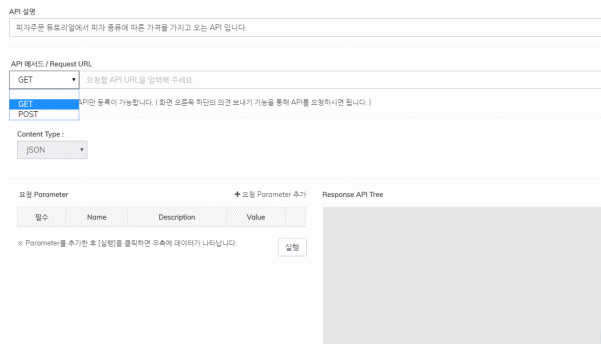 API 설명
피자주문 튜토리얼에서 피자 종류에 따른 가격을 가지고 오는 API 입니다.
API 메서드 / Request URL
GET 요청할 API URL을 입력해 주세요
GET API만 등록이 가능합니다. ( 화면 오른쪽 하단의 의견 보내기 기능을 통해 API를 요청하시면 됩니다. )
POST
Content Type :
JSON
요청 Parameter + 요청 Parameter 추가 Response API Tree
필수 Name Description Value
※ Parameter를 추가한 후 [실행]을 클릭하면 우측에 데이터가 나타납니다. 실행